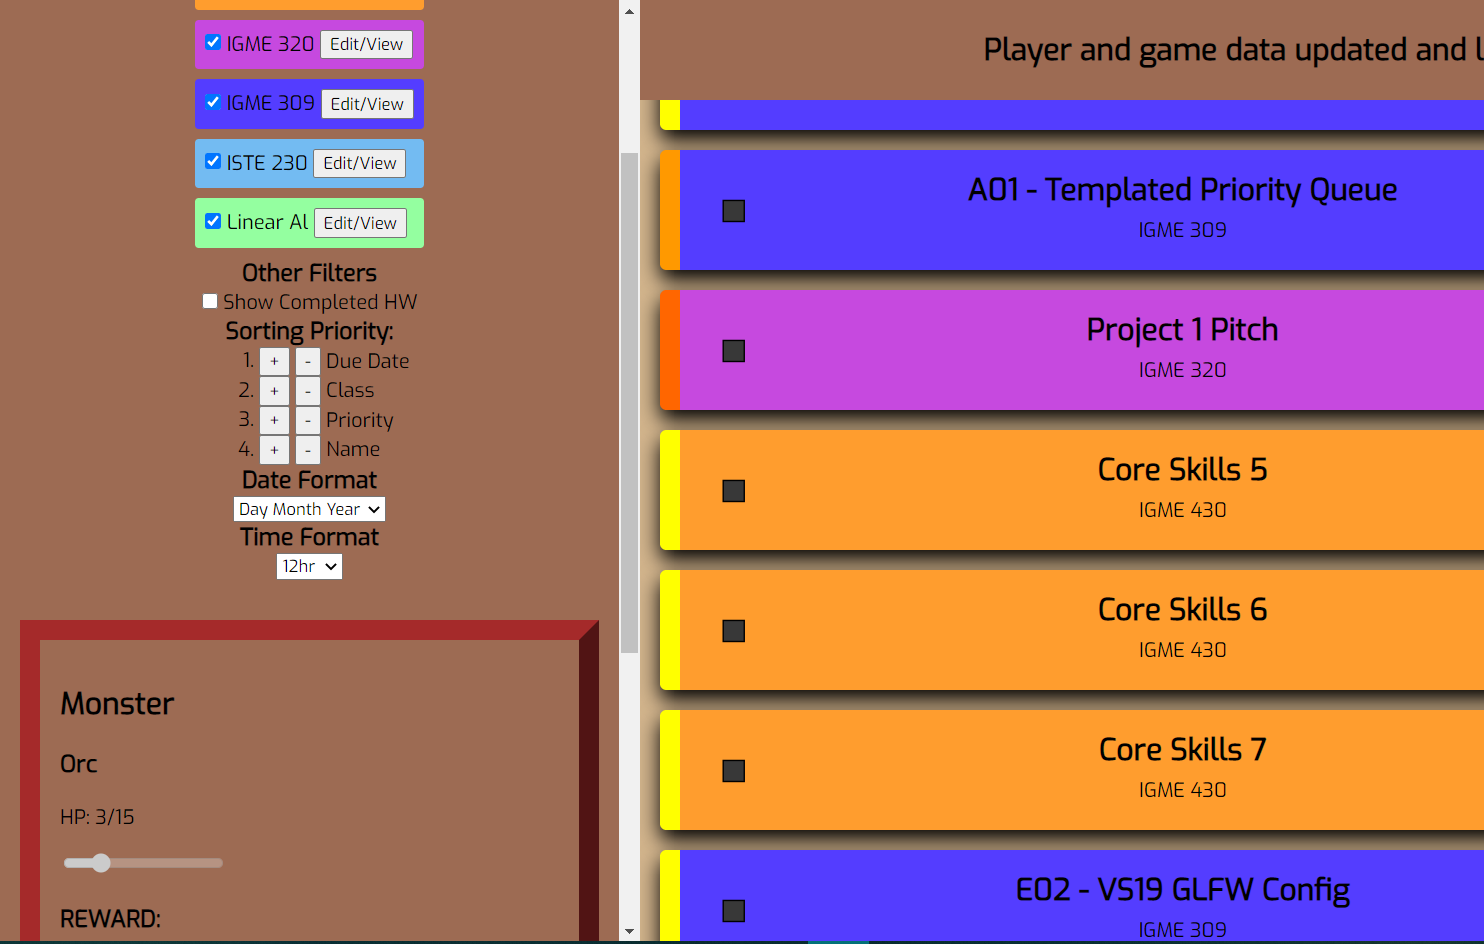 IGME 320 Edit/View
IGME 309 Edit/View
ISTE 230 Edit/View
Linear Al Edit/View
Other Filters
Show Completed HW
Sorting Priority:
1. + - Due Date
2. + - Class
3. + - Priority
4. + - Name
Date Format
Day Month Year
Time Format
12hr
Monster
Orc
HP: 3/15
REWARD:
Player and game data updated and l
A01 - Templated Priority Queue
IGME 309
Project 1 Pitch
IGME 320
Core Skills 5
IGME 430
Core Skills 6
IGME 430
Core Skills 7
IGME 430
E02 - VS19 GLFW Config
IGME 309